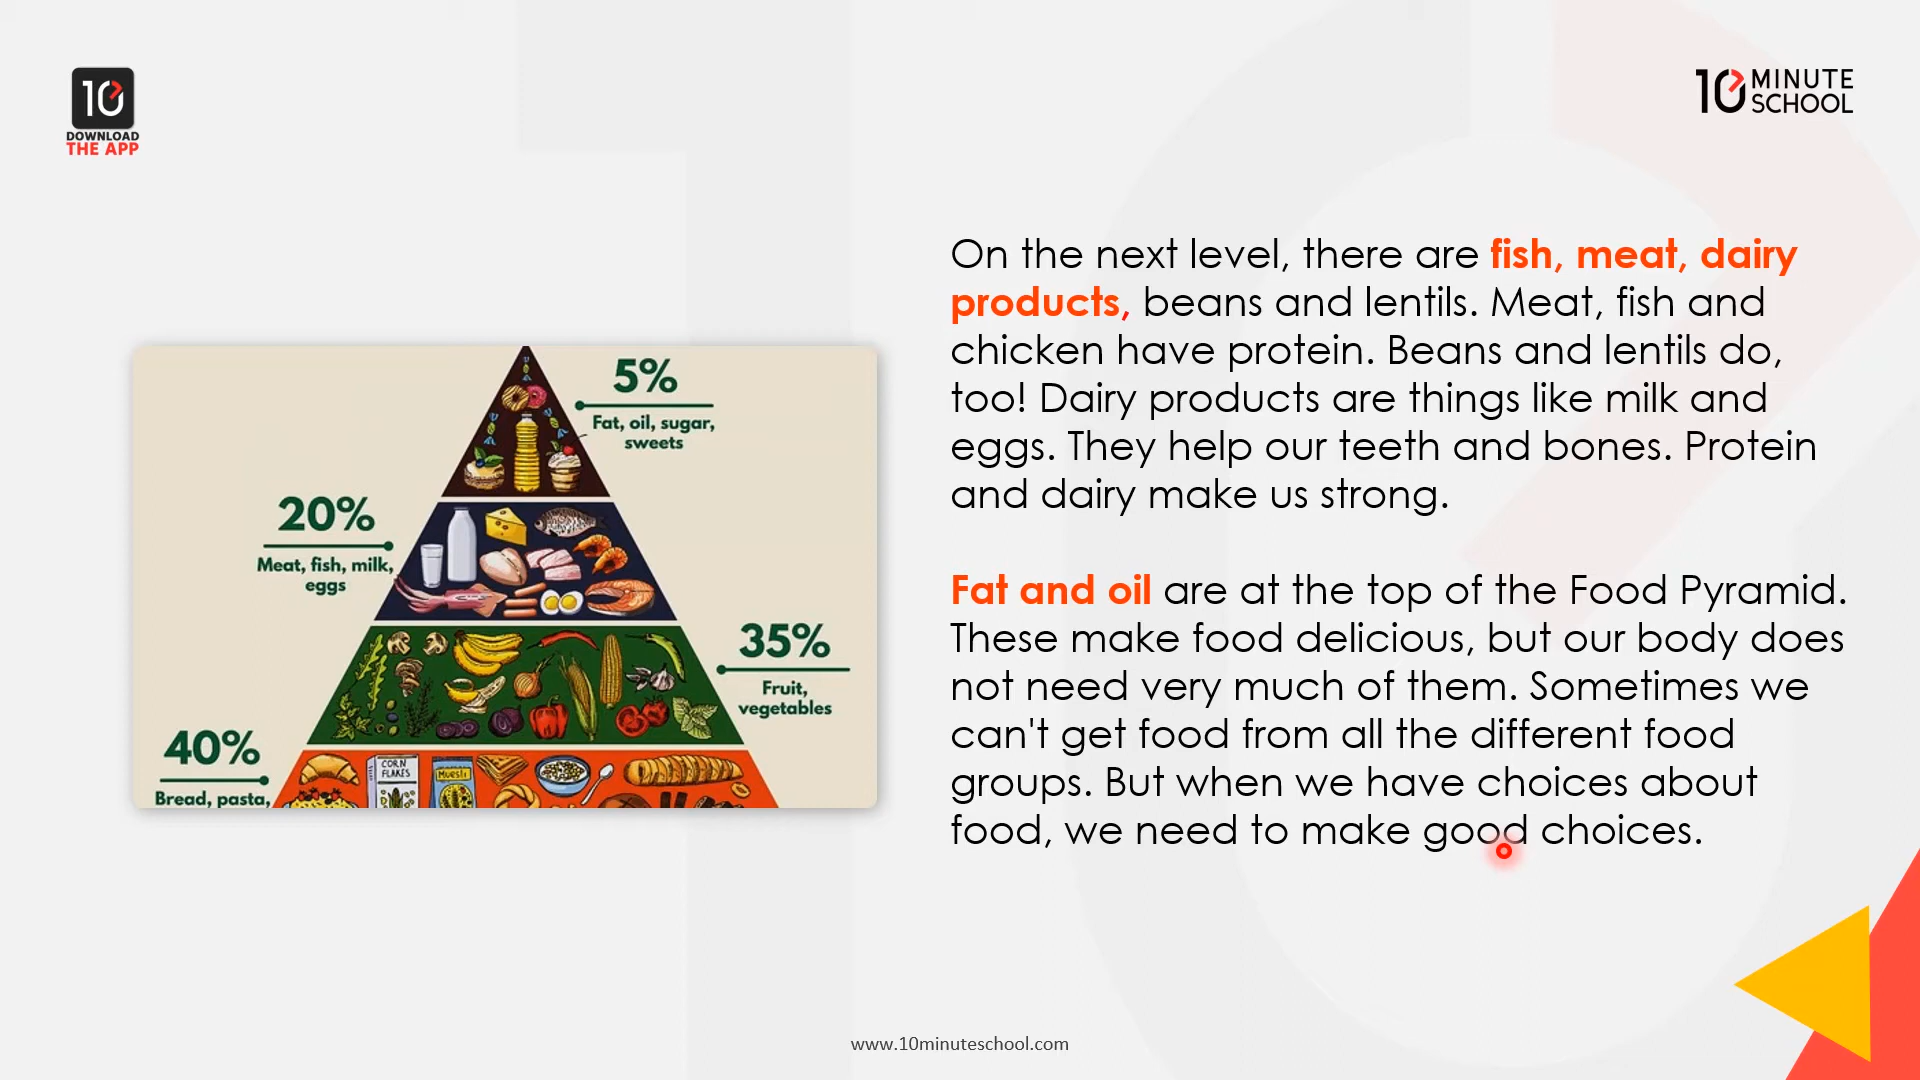 10
DOWNLOAD
THE APP
10 MINUTE
SCHOOL
On the next level, there are fish, meat, dairy
products, beans and lentils. Meat, fish and
chicken have protein. Beans and lentils do,
too! Dairy products are things like milk and
eggs. They help our teeth and bones. Protein
and dairy make us strong.
Fat and oil are at the top of the Food Pyramid.
These make food delicious, but our body does
not need very much of them. Sometimes we
can't get food from all the different food
groups. But when we have choices about
food, we need to make good choices.
5%
Fat, oil, sugar,
sweets
20%
Meat, fish, milk,
eggs
35%
Fruit,
vegetables
40%
Bread, pasta,
CORN
FLAKES
Muesli
www.10minuteschool.com